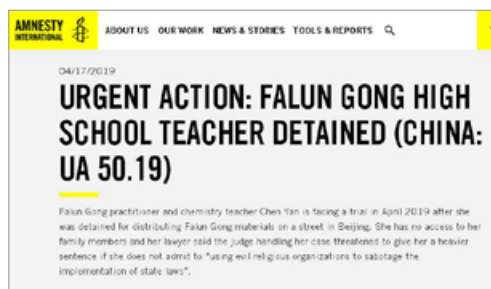 AMNESTY
INTERNATIONAL
ABOUT US OUR WORK NEWS & STORIES TOOLS & REPORTS
04/17/2019
URGENT ACTION: FALUN GONG HIGH
SCHOOL TEACHER DETAINED (CHINA:
UA 50.19)
Falun Gong practitioner and chemistry teacher Chen Yan is facing a trial in April 2019 after she
was detained for distributing Falun Gong materials on a street in Beijing. She has no access to her
family members and her lawyer said the judge handling her case threatened to give her a heavier
sentence if she does not admit to "using evil religious organizations to sabotage the
implementation of state laws".